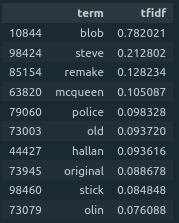 term tfidf
10844 blob 0.782021
98424 steve 0.212802
85154 remake 0.128234
63820 mcqueen 0.105087
79060 police 0.098328
73003 old 0.093720
44427 hallan 0.093616
73945 original 0.088678
98460 stick 0.084848
73079 olin 0.076088